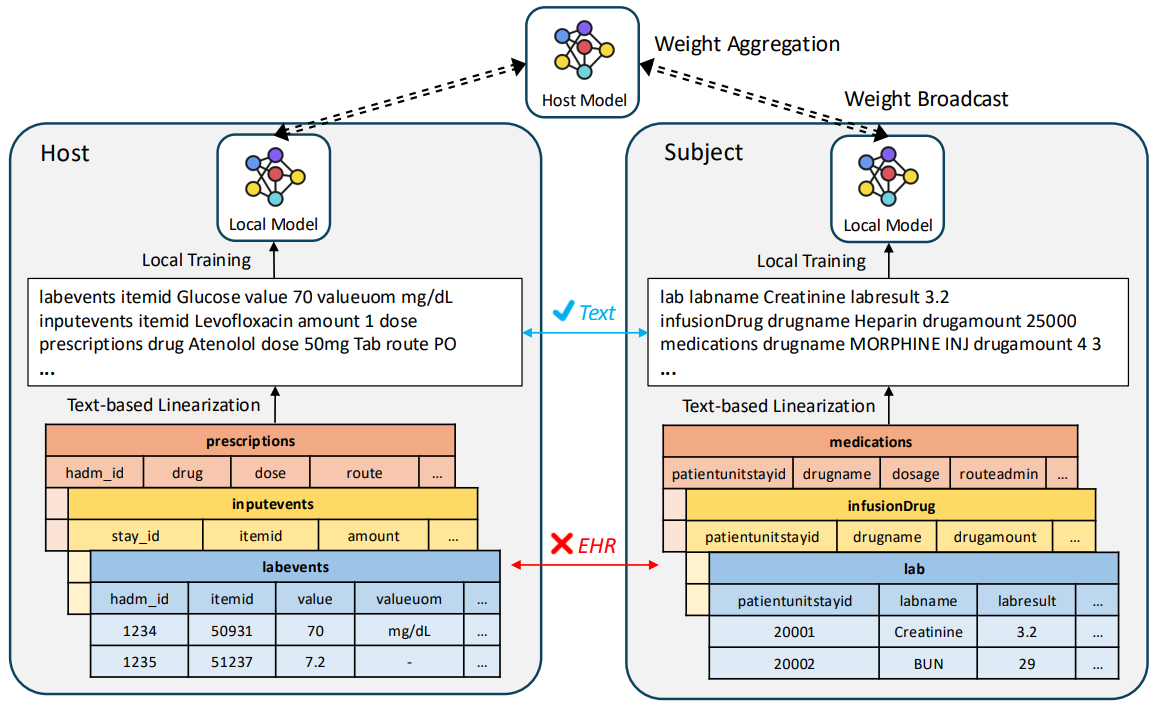 Weight Aggregation
Host Model
Weight Broadcast
Host
Local Model
Local Training
labevents itemid Glucose value 70 valueuom mg/dL
inputevents itemid Levofloxacin amount 1 dose
prescriptions drug Atenolol dose 50mg Tab route PO
...
Text-based Linearization
prescriptions
hadm_id drug dose route ...
inputevents
stay_id itemid amount ...
labevents
hadm_id itemid value valueuom ...
1234 50931 70 mg/dL ...
1235 51237 7.2 - ...
Text
EHR
Subject
Local Model
Local Training
lab labname Creatinine labresult 3.2
infusionDrug drugname Heparin drugamount 25000
medications drugname MORPHINE INJ drugamount 4 3
...
Text-based Linearization
medications
patientunitstayid drugname dosage routeadmin ...
infusionDrug
patientunitstayid drugname drugamount ...
lab
patientunitstayid labname labresult ...
20001 Creatinine 3.2 ...
20002 BUN 29 ...